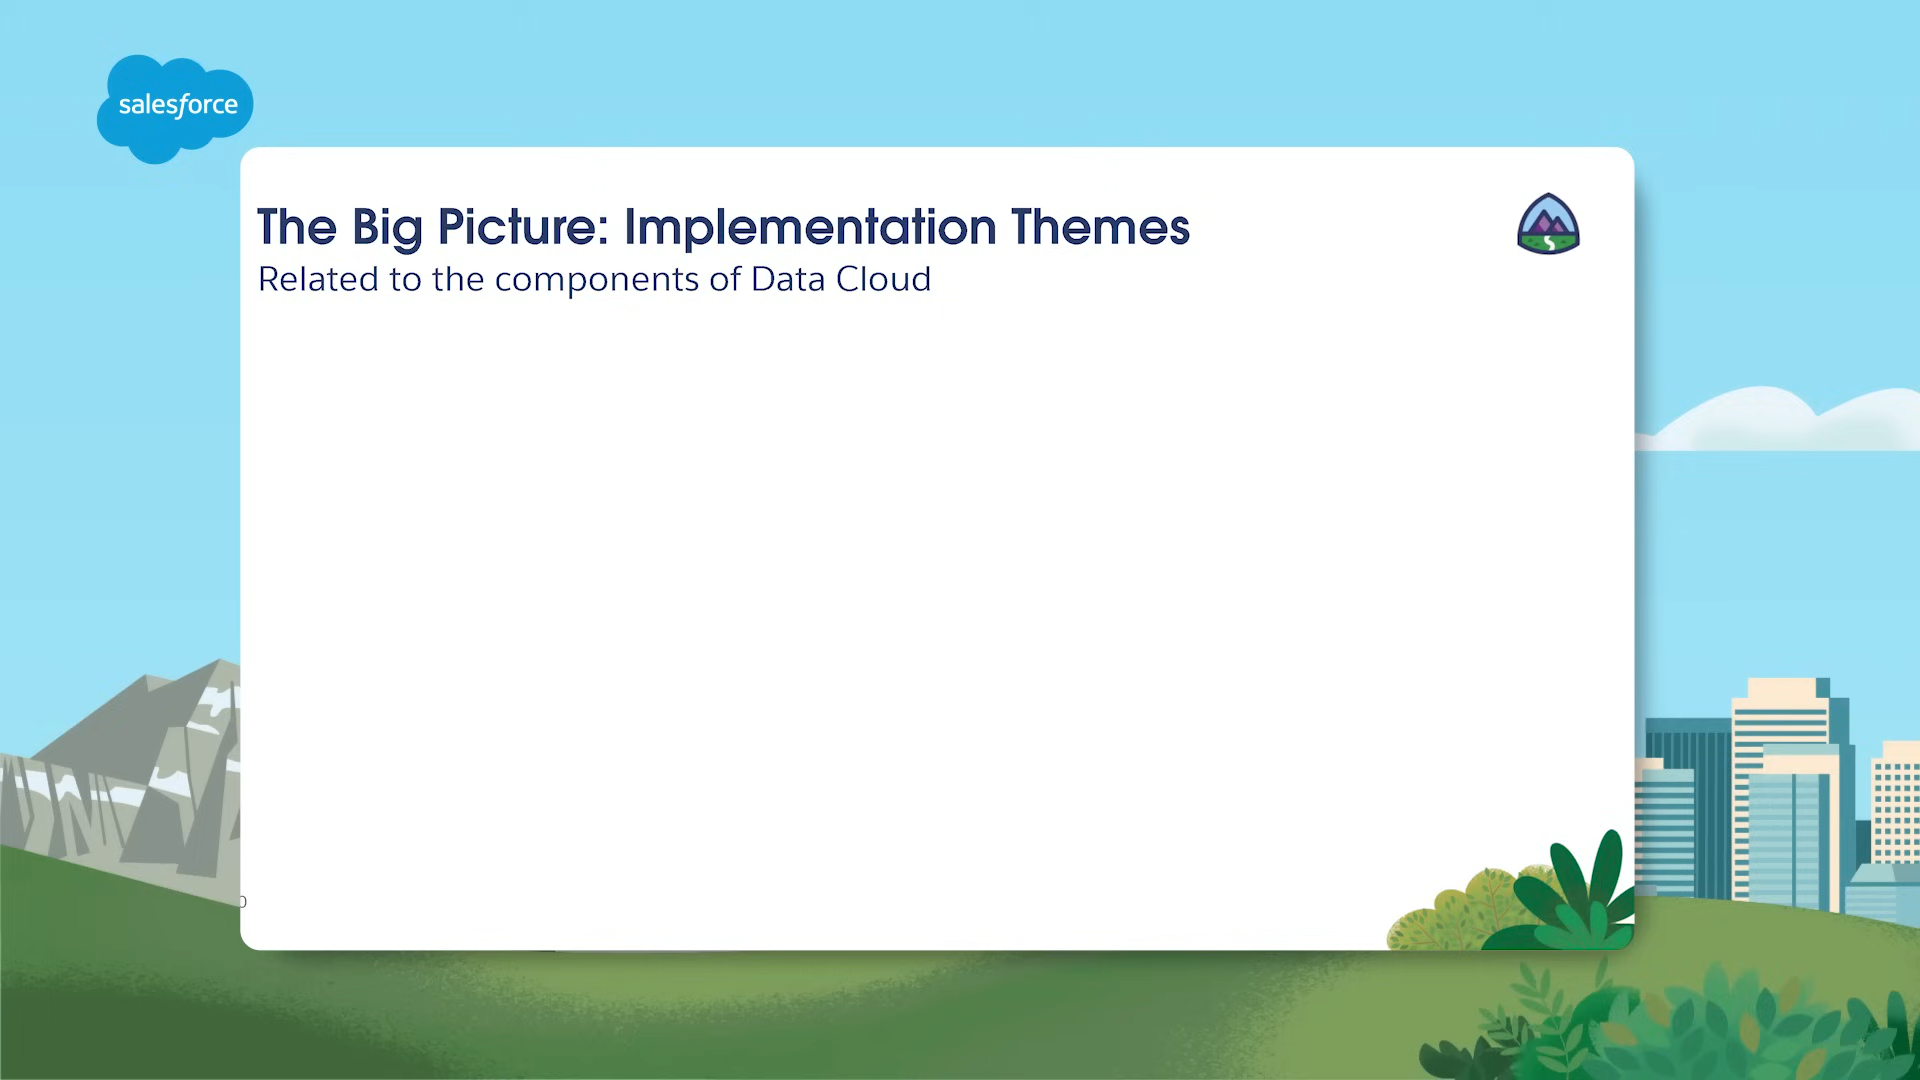 salesforce
The Big Picture: Implementation Themes
Related to the components of Data Cloud